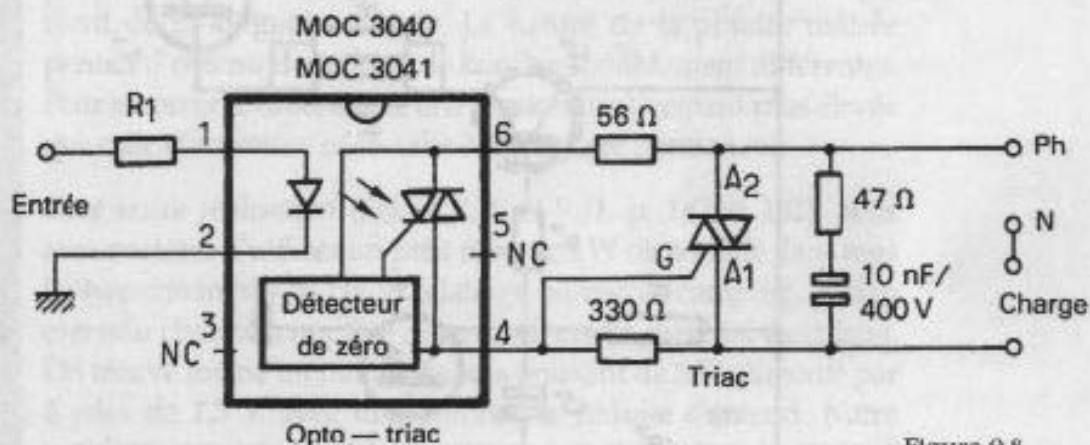 MOC 3040
MOC 3041
R1
1
6
56 Ω
Ph
Entrée
A2
47 Ω
2
5
NC
G
A1
N
10 nF/
400 V
Charge
Détecteur
de zéro
3
NC
4
330 Ω
Triac
Opto — triac